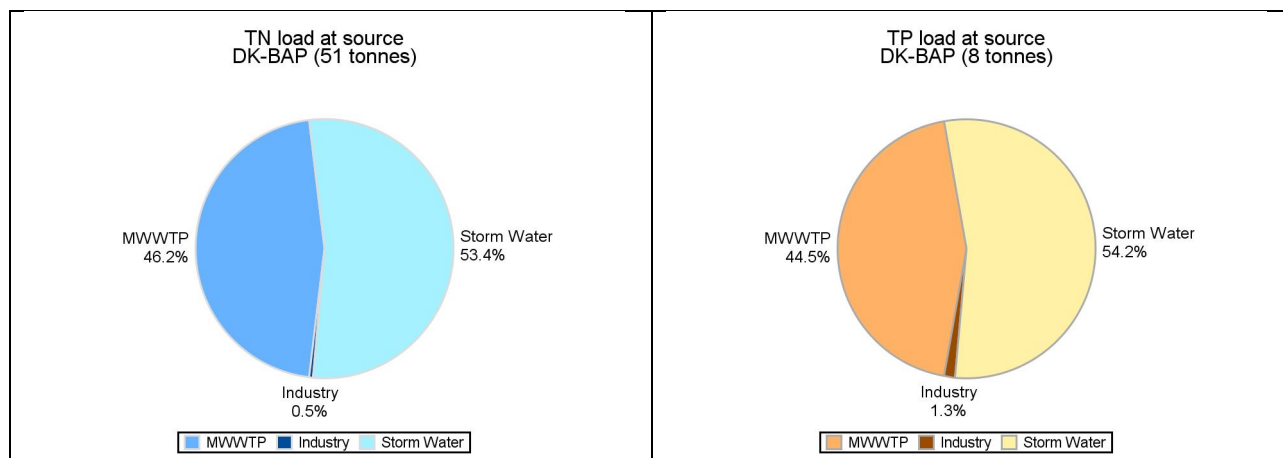 TN load at source
DK-BAP (51 tonnes)
MWWTP
46.2%
Storm Water
53.4%
Industry
0.5%
MWWTP Industry Storm Water
TP load at source
DK-BAP (8 tonnes)
MWWTP
44.5%
Storm Water
54.2%
Industry
1.3%
MWWTP Industry Storm Water